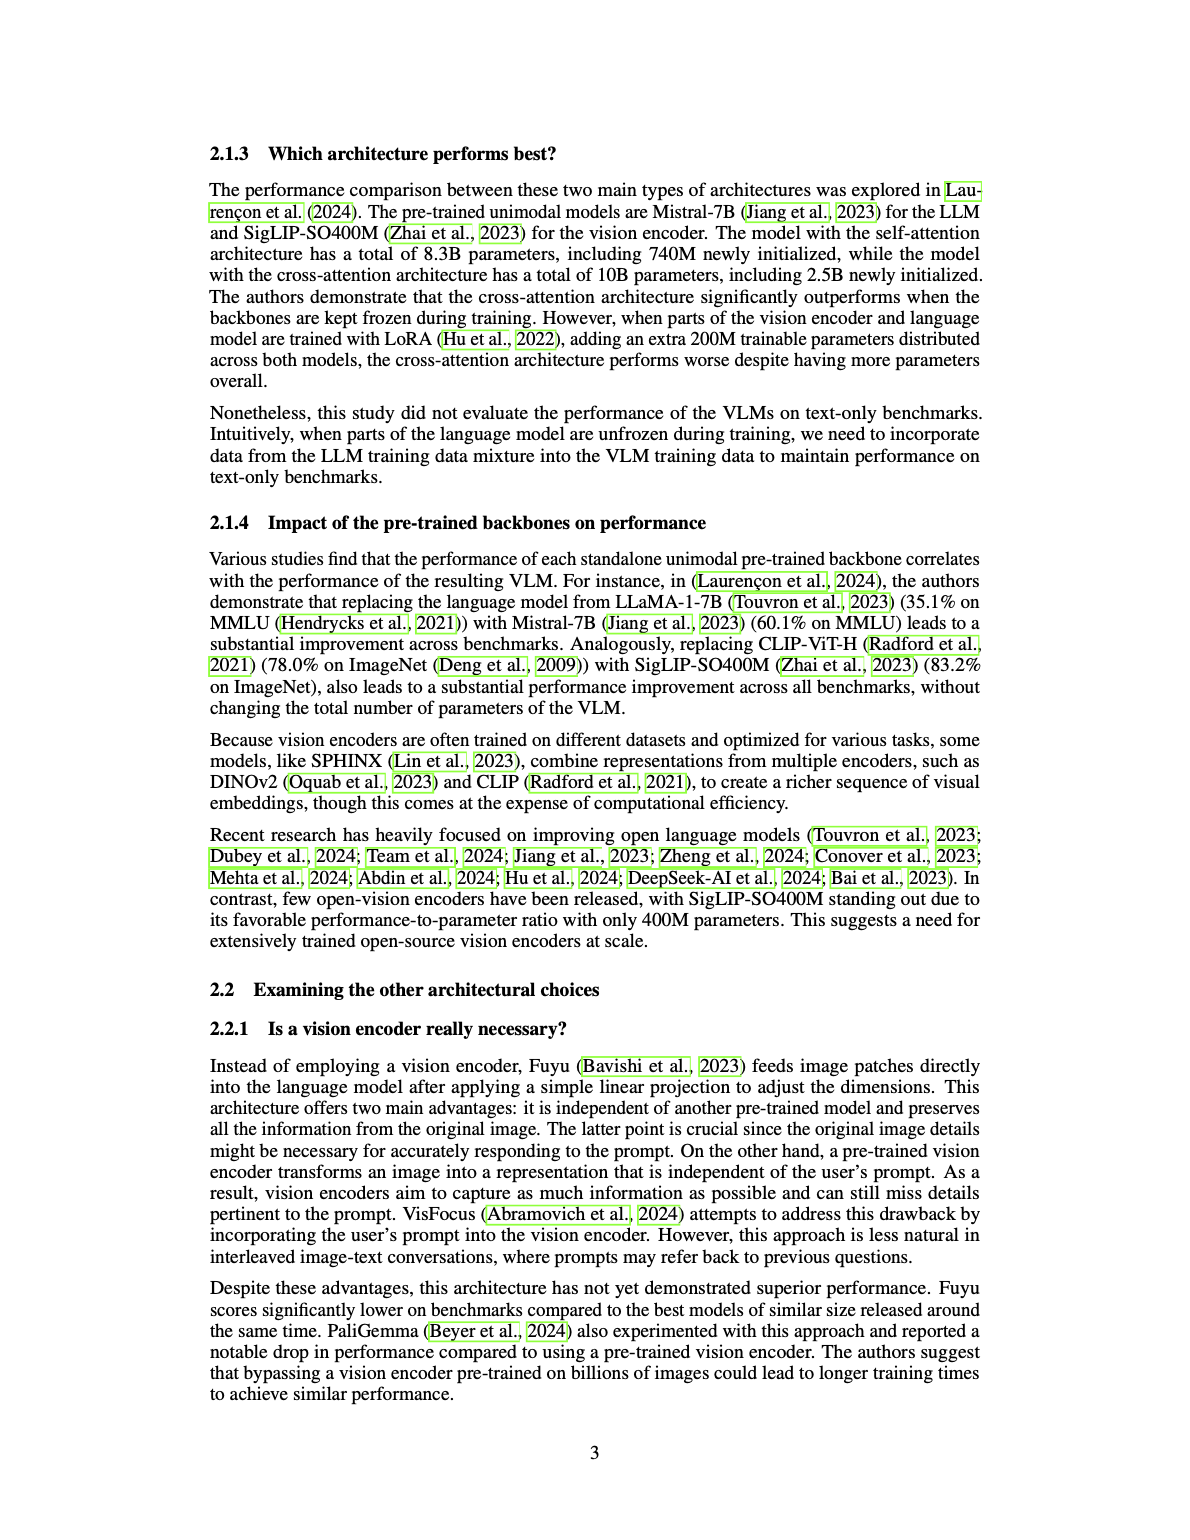 2.1.3 Which architecture performs best?
The performance comparison between these two main types of architectures was explored in Lau-
rençon et al. (2024). The pre-trained unimodal models are Mistral-7B (Jiang et al., 2023) for the LLM
and SigLIP-SO400M (Zhai et al., 2023) for the vision encoder. The model with the self-attention
architecture has a total of 8.3B parameters, including 740M newly initialized, while the model
with the cross-attention architecture has a total of 10B parameters, including 2.5B newly initialized.
The authors demonstrate that the cross-attention architecture significantly outperforms when the
backbones are kept frozen during training. However, when parts of the vision encoder and language
model are trained with LoRA (Hu et al., 2022), adding an extra 200M trainable parameters distributed
across both models, the cross-attention architecture performs worse despite having more parameters
overall.
Nonetheless, this study did not evaluate the performance of the VLMs on text-only benchmarks.
Intuitively, when parts of the language model are unfrozen during training, we need to incorporate
data from the LLM training data mixture into the VLM training data to maintain performance on
text-only benchmarks.
2.1.4 Impact of the pre-trained backbones on performance
Various studies find that the performance of each standalone unimodal pre-trained backbone correlates
with the performance of the resulting VLM. For instance, in (Laurençon et al., 2024), the authors
demonstrate that replacing the language model from LLaMA-1-7B (Touvron et al., 2023) (35.1% on
MMLU (Hendrycks et al., 2021)) with Mistral-7B (Jiang et al., 2023) (60.1% on MMLU) leads to a
substantial improvement across benchmarks. Analogously, replacing CLIP-ViT-H (Radford et al.,
2021) (78.0% on ImageNet (Deng et al., 2009)) with SigLIP-SO400M (Zhai et al., 2023) (83.2%
on ImageNet), also leads to a substantial performance improvement across all benchmarks, without
changing the total number of parameters of the VLM.
Because vision encoders are often trained on different datasets and optimized for various tasks, some
models, like SPHINX (Lin et al., 2023), combine representations from multiple encoders, such as
DINOv2 (Oquab et al., 2023) and CLIP (Radford et al., 2021), to create a richer sequence of visual
embeddings, though this comes at the expense of computational efficiency.
Recent research has heavily focused on improving open language models (Touvron et al., 2023;
Dubey et al., 2024; Team et al., 2024; Jiang et al., 2023; Zheng et al., 2024; Conover et al., 2023;
Mehta et al., 2024; Abdin et al., 2024; Hu et al., 2024; DeepSeek-AI et al., 2024; Bai et al., 2023). In
contrast, few open-vision encoders have been released, with SigLIP-SO400M standing out due to
its favorable performance-to-parameter ratio with only 400M parameters. This suggests a need for
extensively trained open-source vision encoders at scale.
2.2 Examining the other architectural choices
2.2.1 Is a vision encoder really necessary?
Instead of employing a vision encoder, Fuyu (Bavishi et al., 2023) feeds image patches directly
into the language model after applying a simple linear projection to adjust the dimensions. This
architecture offers two main advantages: it is independent of another pre-trained model and preserves
all the information from the original image. The latter point is crucial since the original image details
might be necessary for accurately responding to the prompt. On the other hand, a pre-trained vision
encoder transforms an image into a representation that is independent of the user's prompt. As a
result, vision encoders aim to capture as much information as possible and can still miss details
pertinent to the prompt. VisFocus (Abramovich et al., 2024) attempts to address this drawback by
incorporating the user's prompt into the vision encoder. However, this approach is less natural in
interleaved image-text conversations, where prompts may refer back to previous questions.
Despite these advantages, this architecture has not yet demonstrated superior performance. Fuyu
scores significantly lower on benchmarks compared to the best models of similar size released around
the same time. PaliGemma (Beyer et al., 2024) also experimented with this approach and reported a
notable drop in performance compared to using a pre-trained vision encoder. The authors suggest
that bypassing a vision encoder pre-trained on billions of images could lead to longer training times
to achieve similar performance.
3